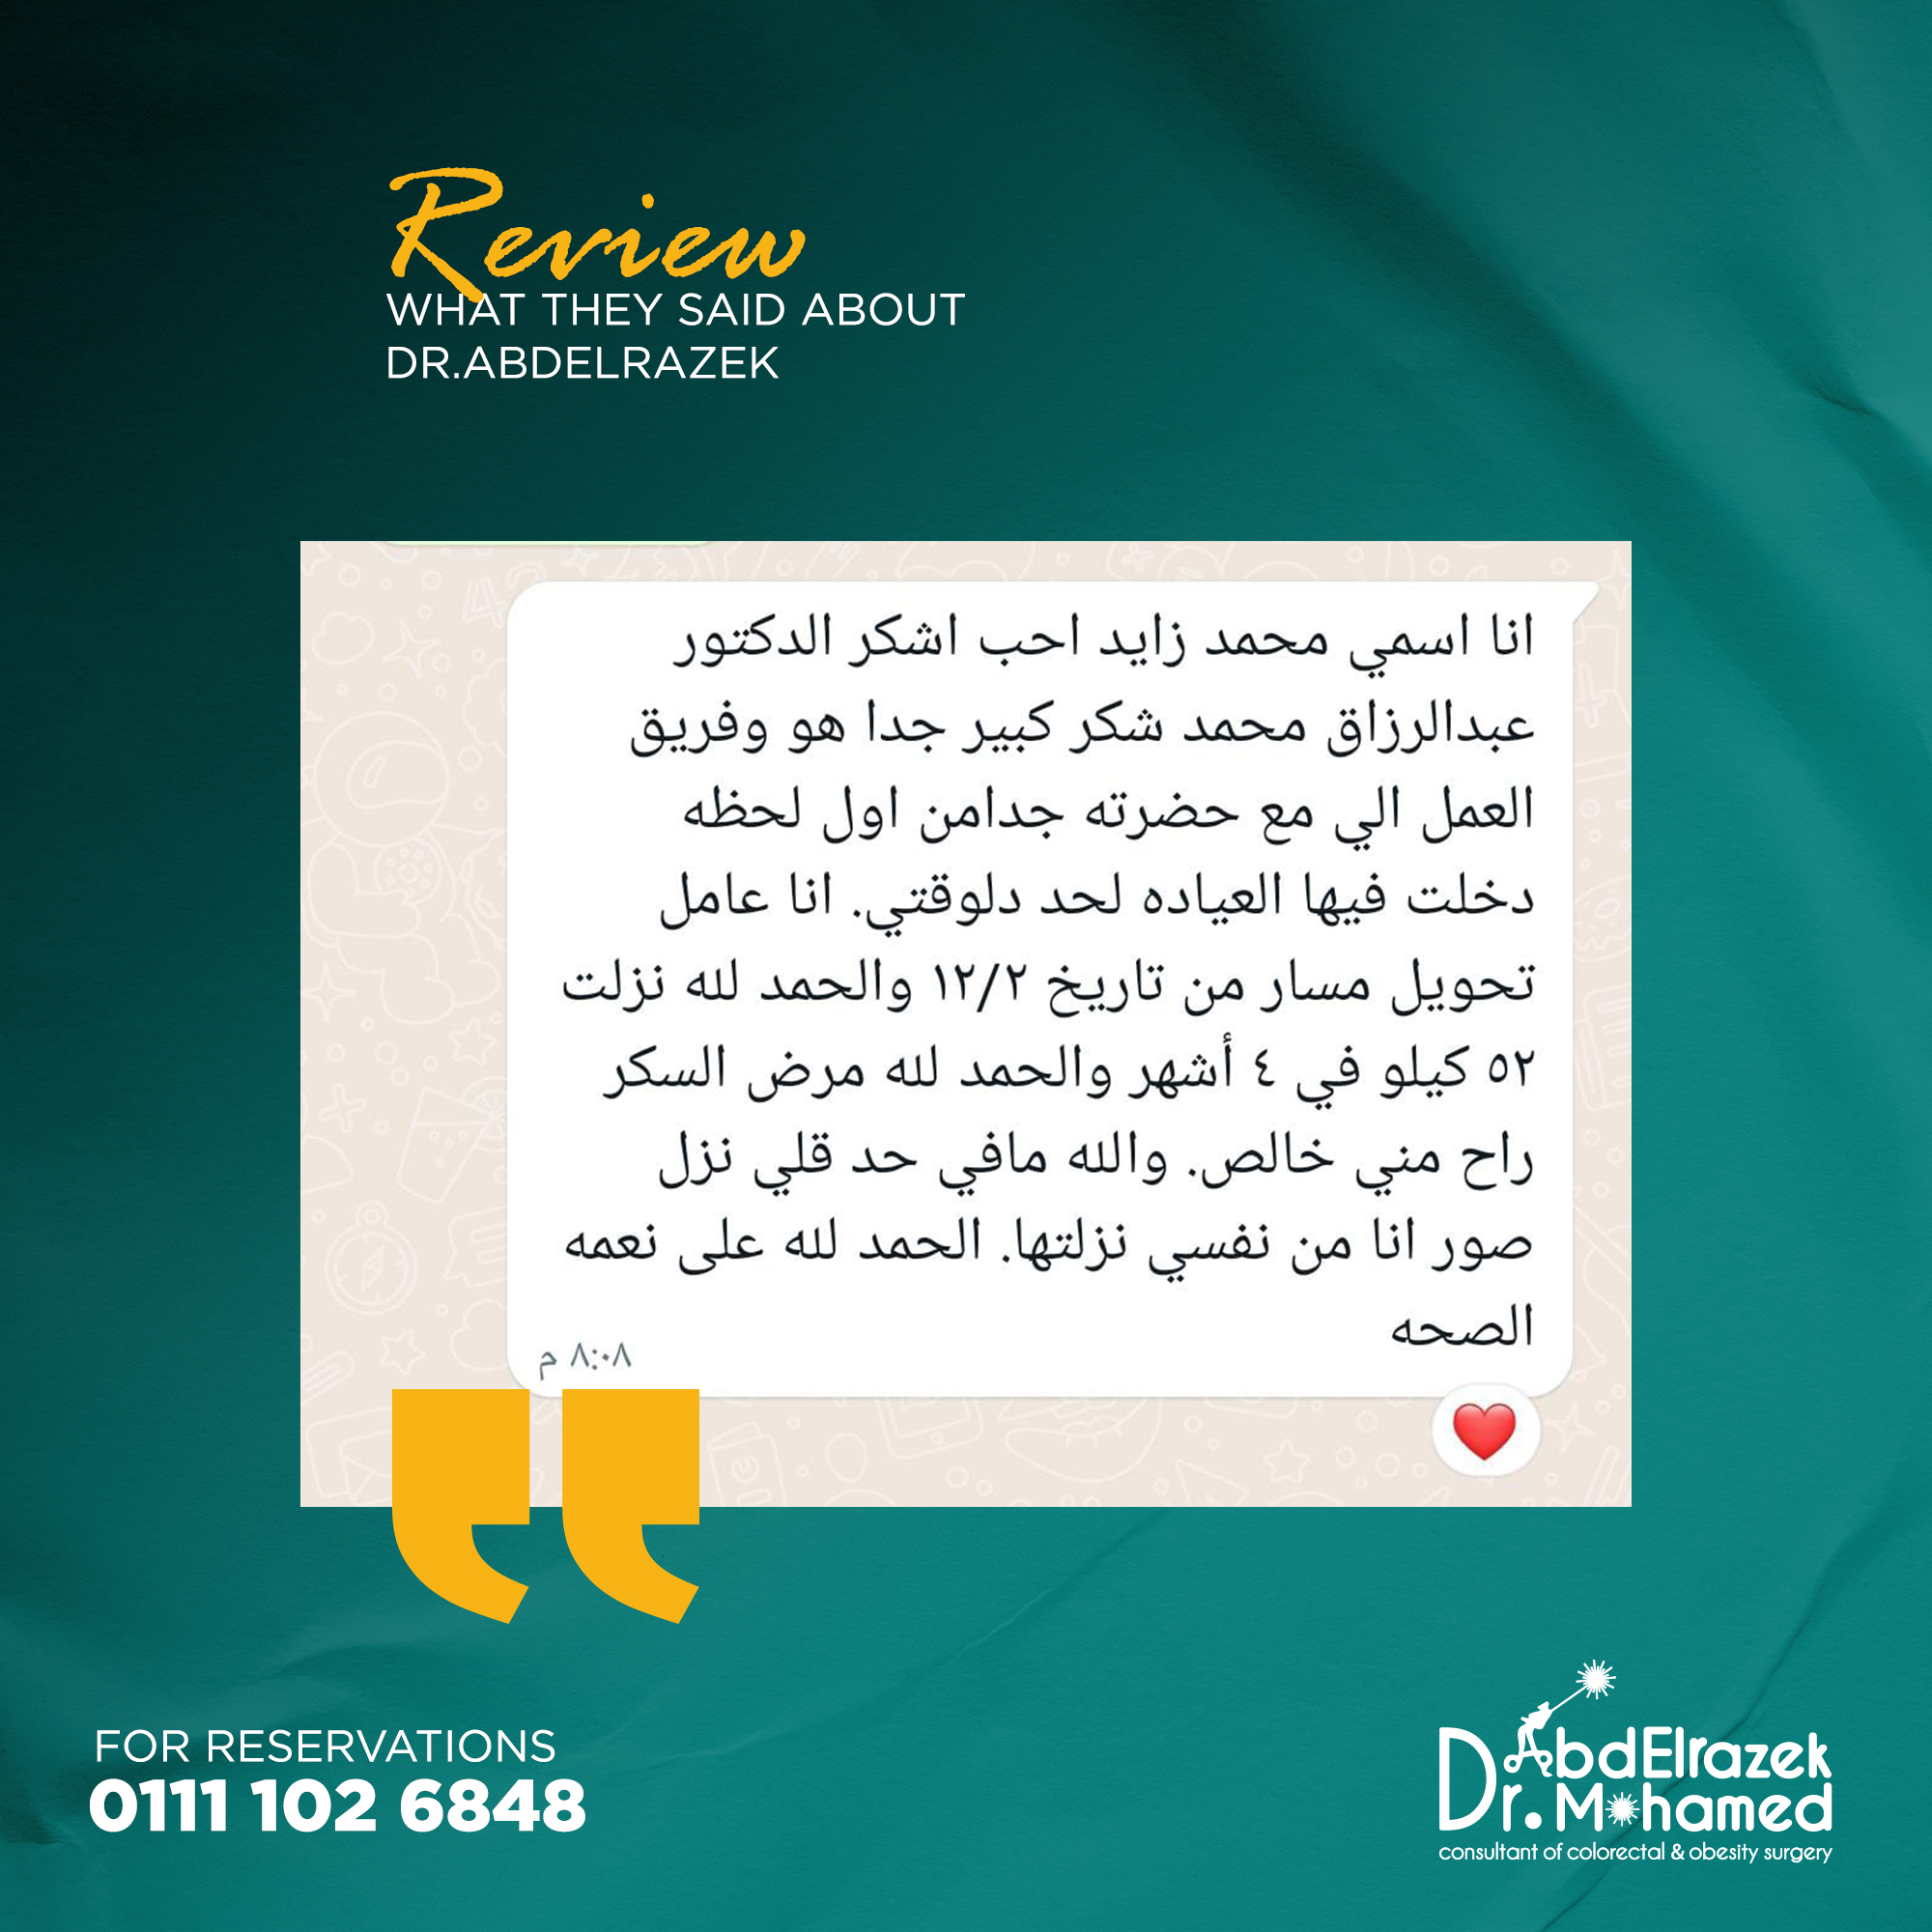 Review
WHAT THEY SAID ABOUT
DR.ABDELRAZEK
انا اسمي محمد زايد احب اشكر الدكتور
عبدالرزاق محمد شكر كبير جدا هو وفريق
العمل الي مع حضرته جدامن اول لحظه
دخلت فيها العياده لحد دلوقتي. انا عامل
تحويل مسار من تاريخ ١٢/٢ والحمد لله نزلت
٥٢ كيلو في ٤ أشهر والحمد لله مرض السكر
راح مني خالص. والله مافي حد قلي نزل
صور انا من نفسي نزلتها. الحمد لله على نعمه
الصحه
٨:٠٨ م
FOR RESERVATIONS
0111 102 6848
Dr. AbdElrazek
Mohamed
consultant of colorectal & obesity surgery